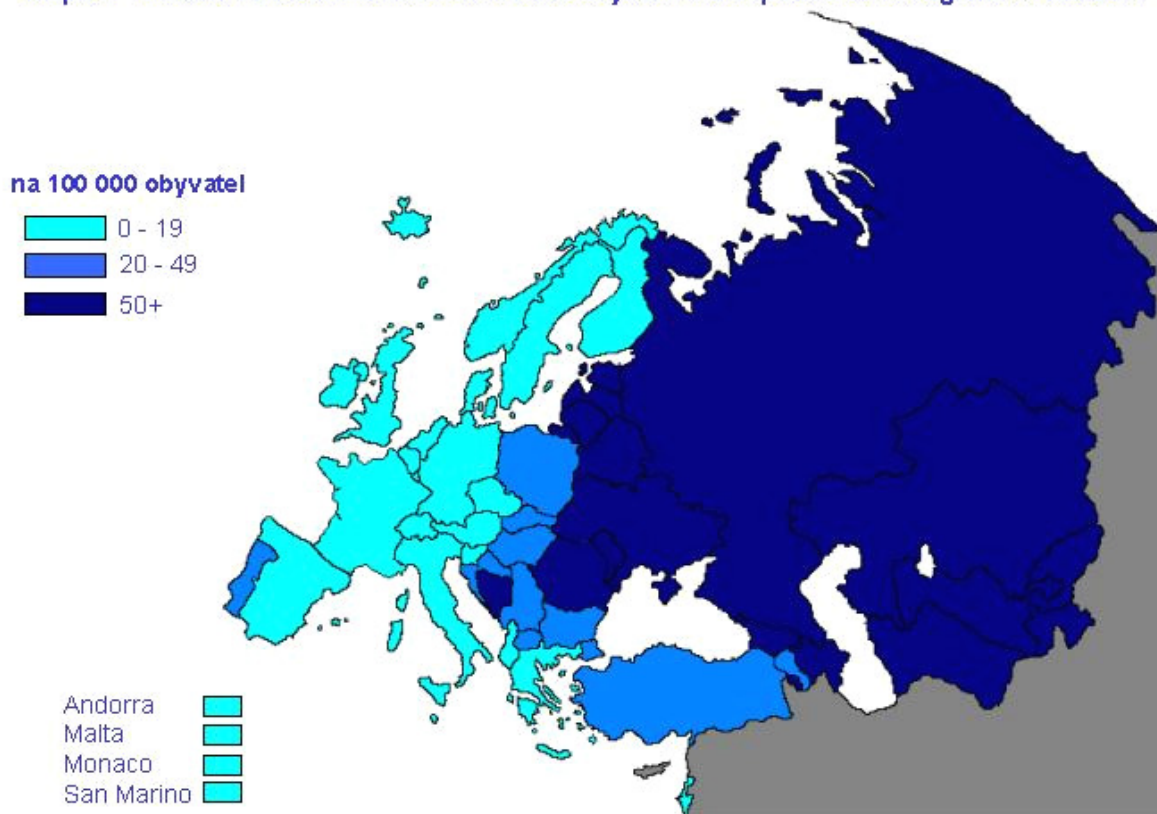 na 100 000 obyvatel
0 - 19
20 - 49
50+
Andorra
Malta
Monaco
San Marino